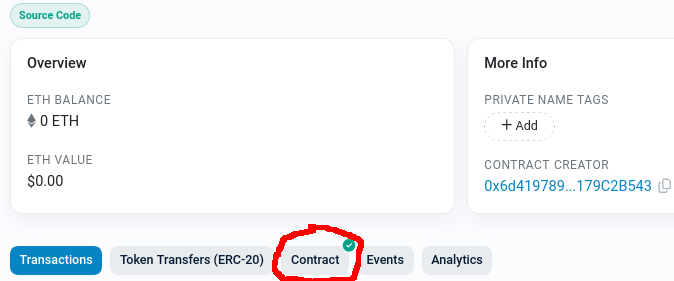 Source Code
Overview
ETH BALANCE
0 ETH
ETH VALUE
$0.00
More Info
PRIVATE NAME TAGS
+ Add
CONTRACT CREATOR
0x6d419789...179C2B543
Transactions
Token Transfers (ERC-20)
Contract
Events
Analytics